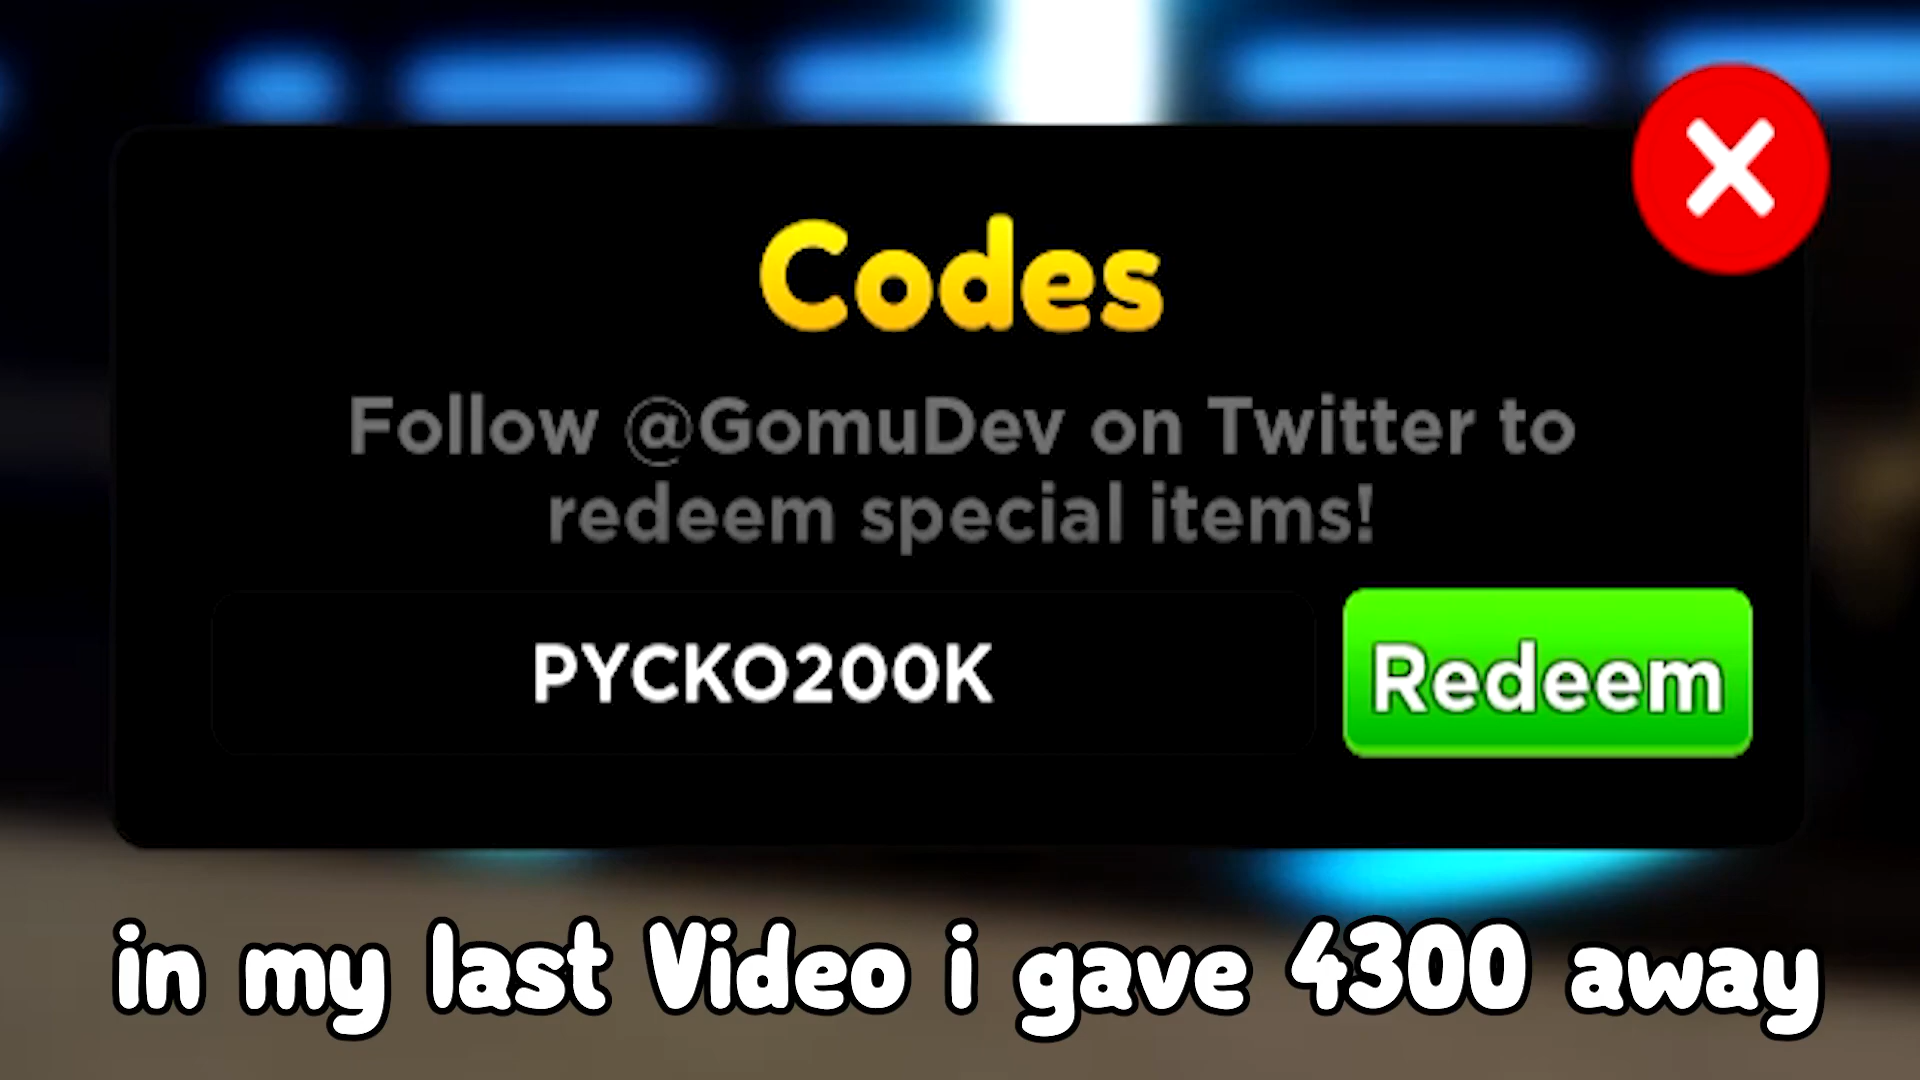 Codes
Follow @GomuDev on Twitter to
redeem special items!
PYCKO200K
Redeem
in my last Video i gave 4300 away